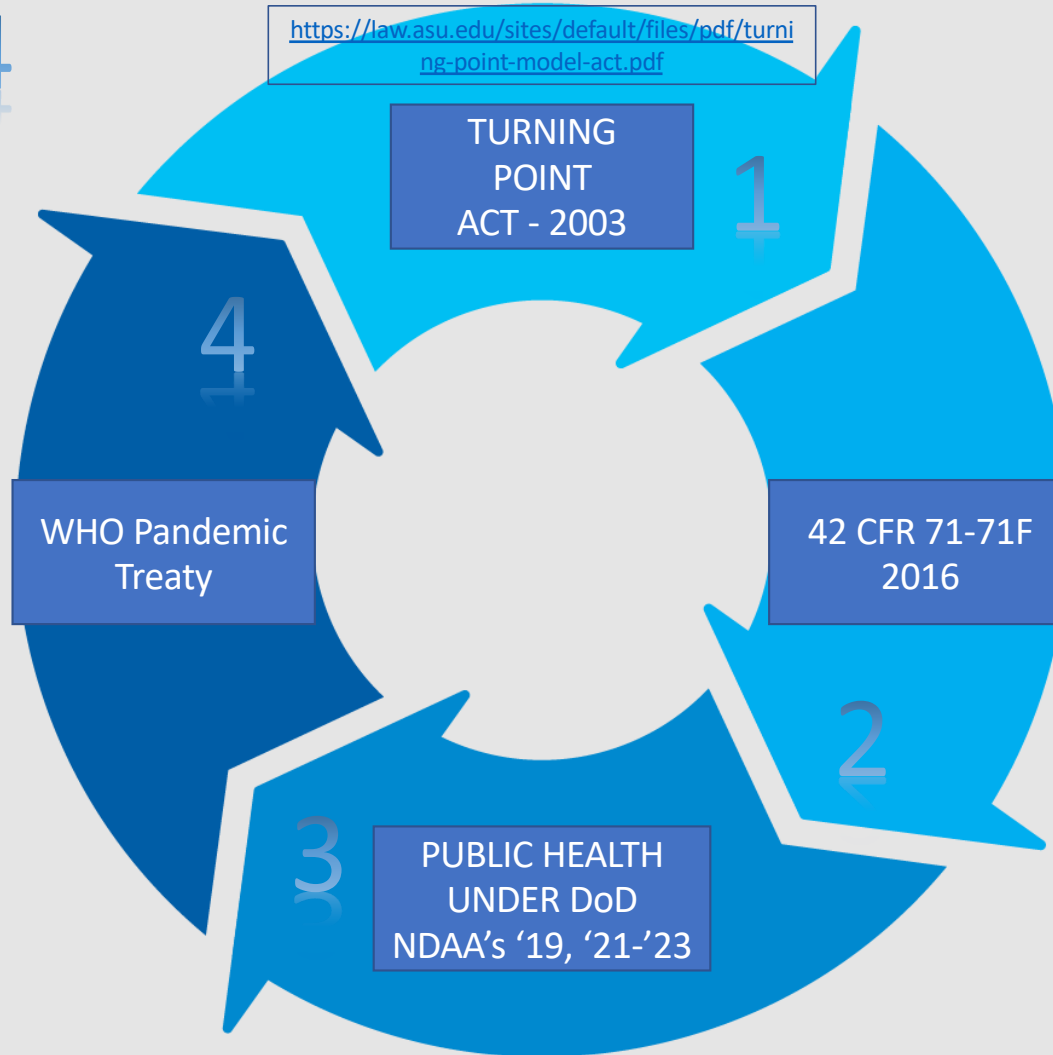 https://law.asu.edu/sites/default/files/pdf/turni
ng-point-model-act.pdf
TURNING
POINT
ACT - 2003
1
4
WHO Pandemic
Treaty
42 CFR 71-71F
2016
2
3
PUBLIC HEALTH
UNDER DoD
NDAA’s ‘19, ‘21-’23